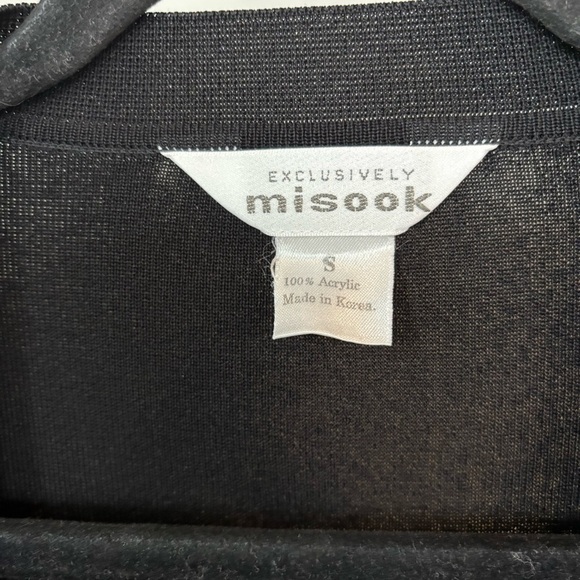 EXCLUSIVELY
misook
S
100% Acrylic
Made in Korea.